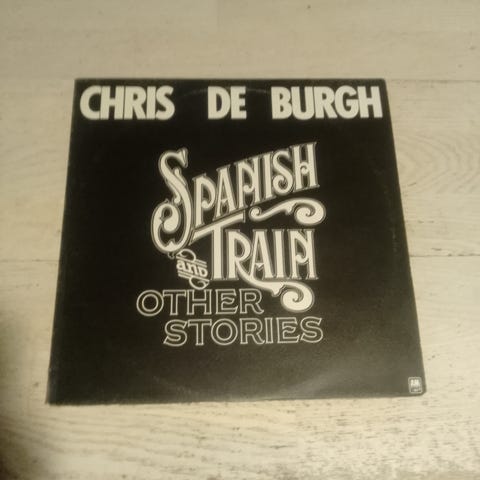 CHRIS DE BURGH
SPANISH
AND TRAIN
OTHER
STORIES
A&M